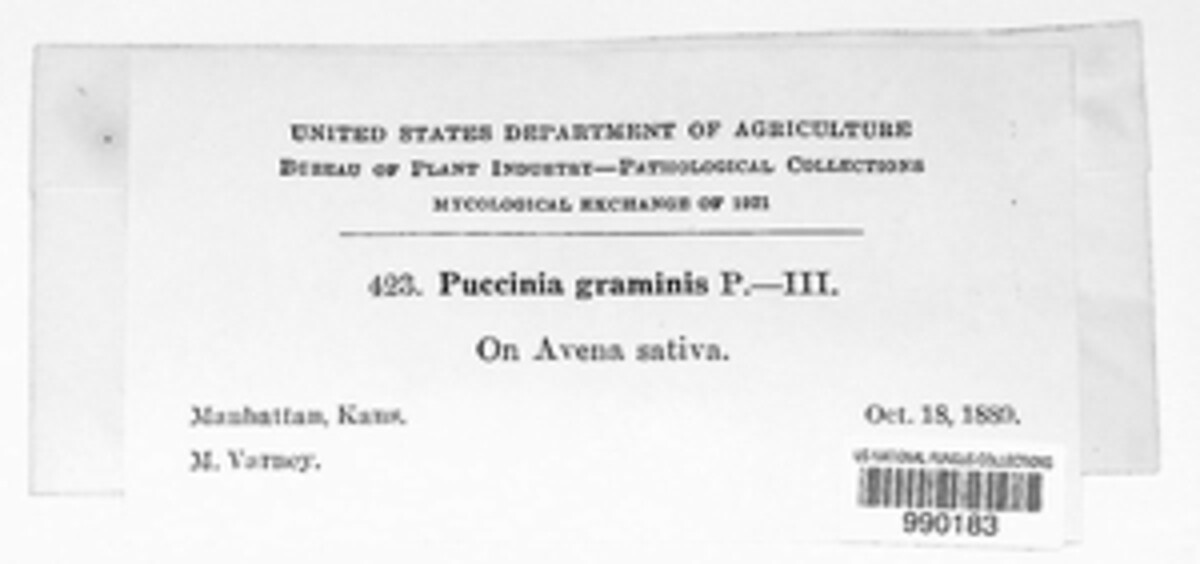 UNITED STATES DEPARTMENT OF AGRICULTURE
BUREAU OF PLANT INDUSTRY—PATHOLOGICAL COLLECTIONS
MYCOLOGICAL EXCHANGE OF 1921
423. Puccinia graminis P.—III.
On Avena sativa.
Manhattan, Kans.
Oct. 18, 1889.
M. Varney.
US NATIONAL FUNGUS COLLECTIONS
990183